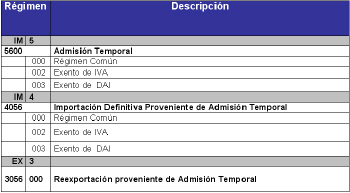 Régimen Descripción
IM 5
5600 Admisión Temporal
000 Régimen Común
002 Exento de IVA
003 Exento de DAI
IM 4
4056 Importación Definitiva Proveniente de Admisión Temporal
000 Régimen Común
002 Exento de IVA
003 Exento de DAI
EX 3
3056 000 Reexportación proveniente de Admisión Temporal